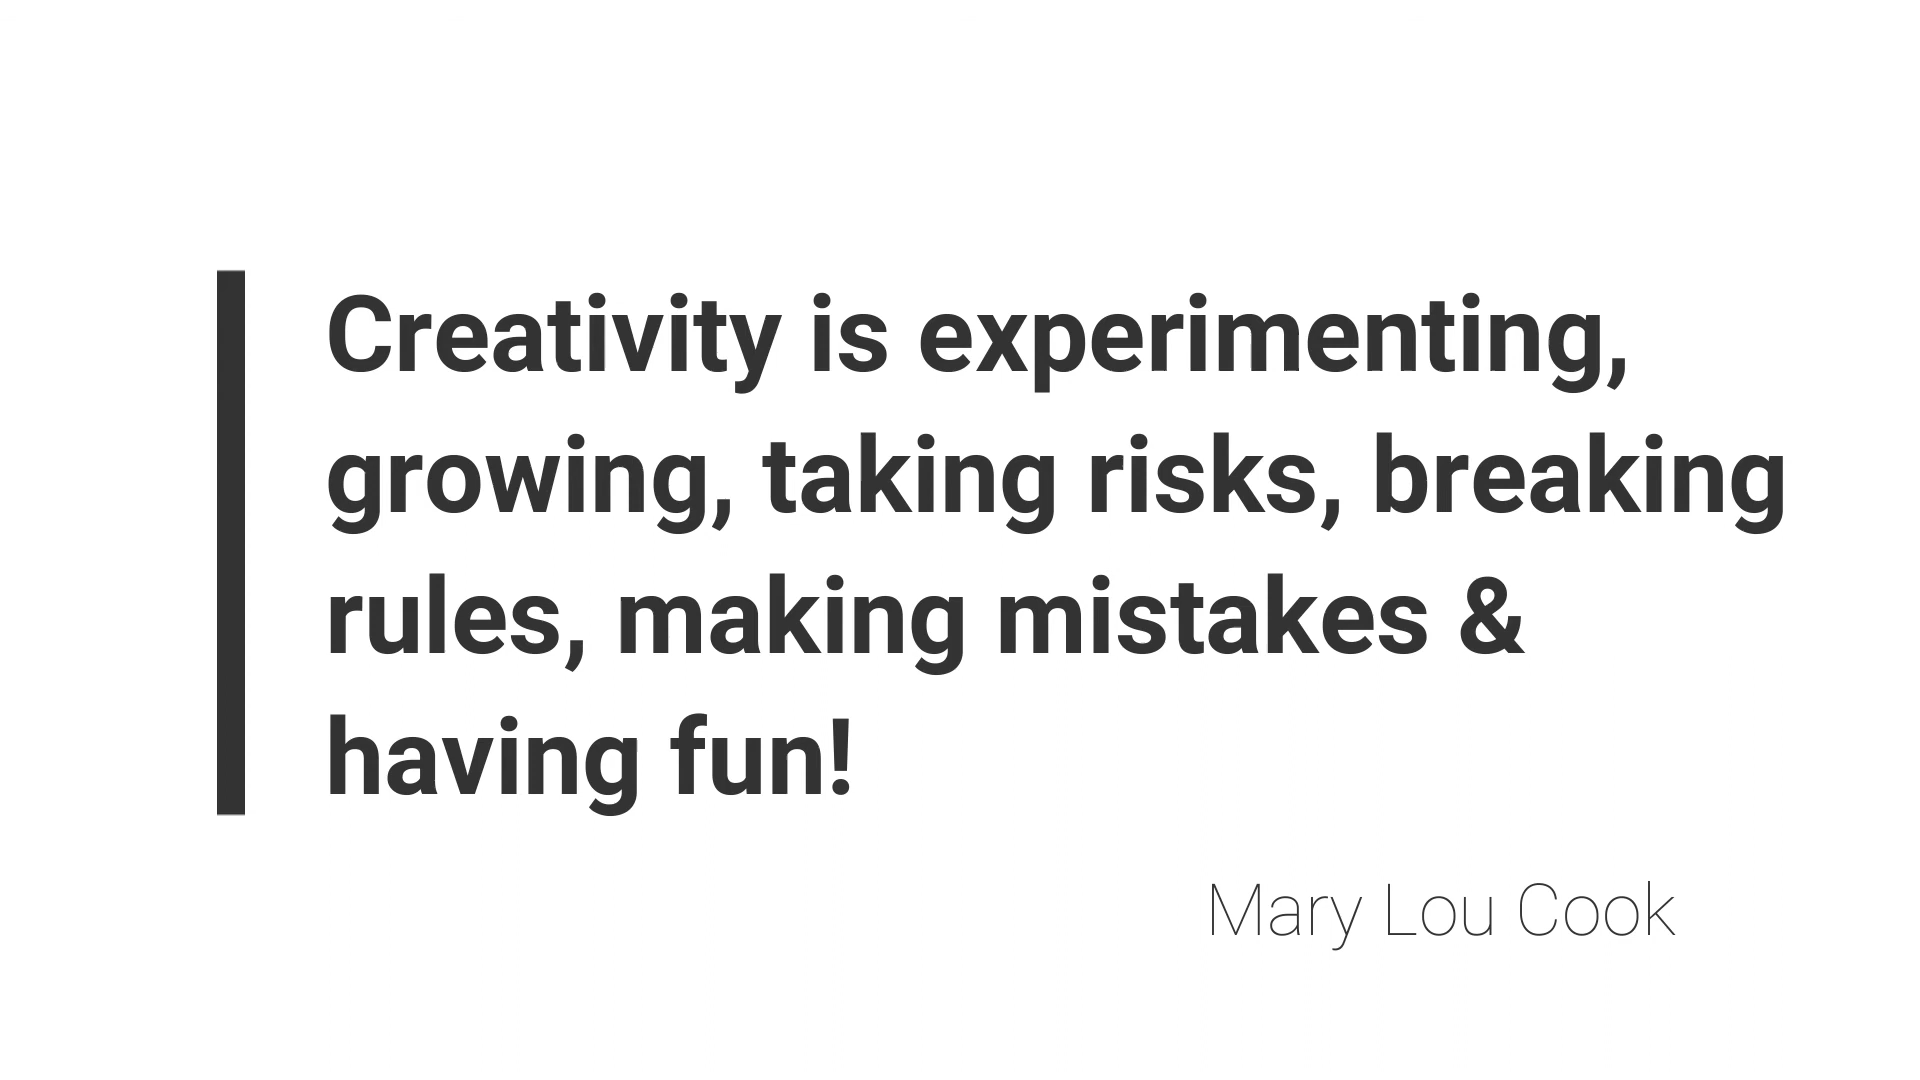 Creativity is experimenting,
growing, taking risks, breaking
rules, making mistakes &
having fun!
Mary Lou Cook